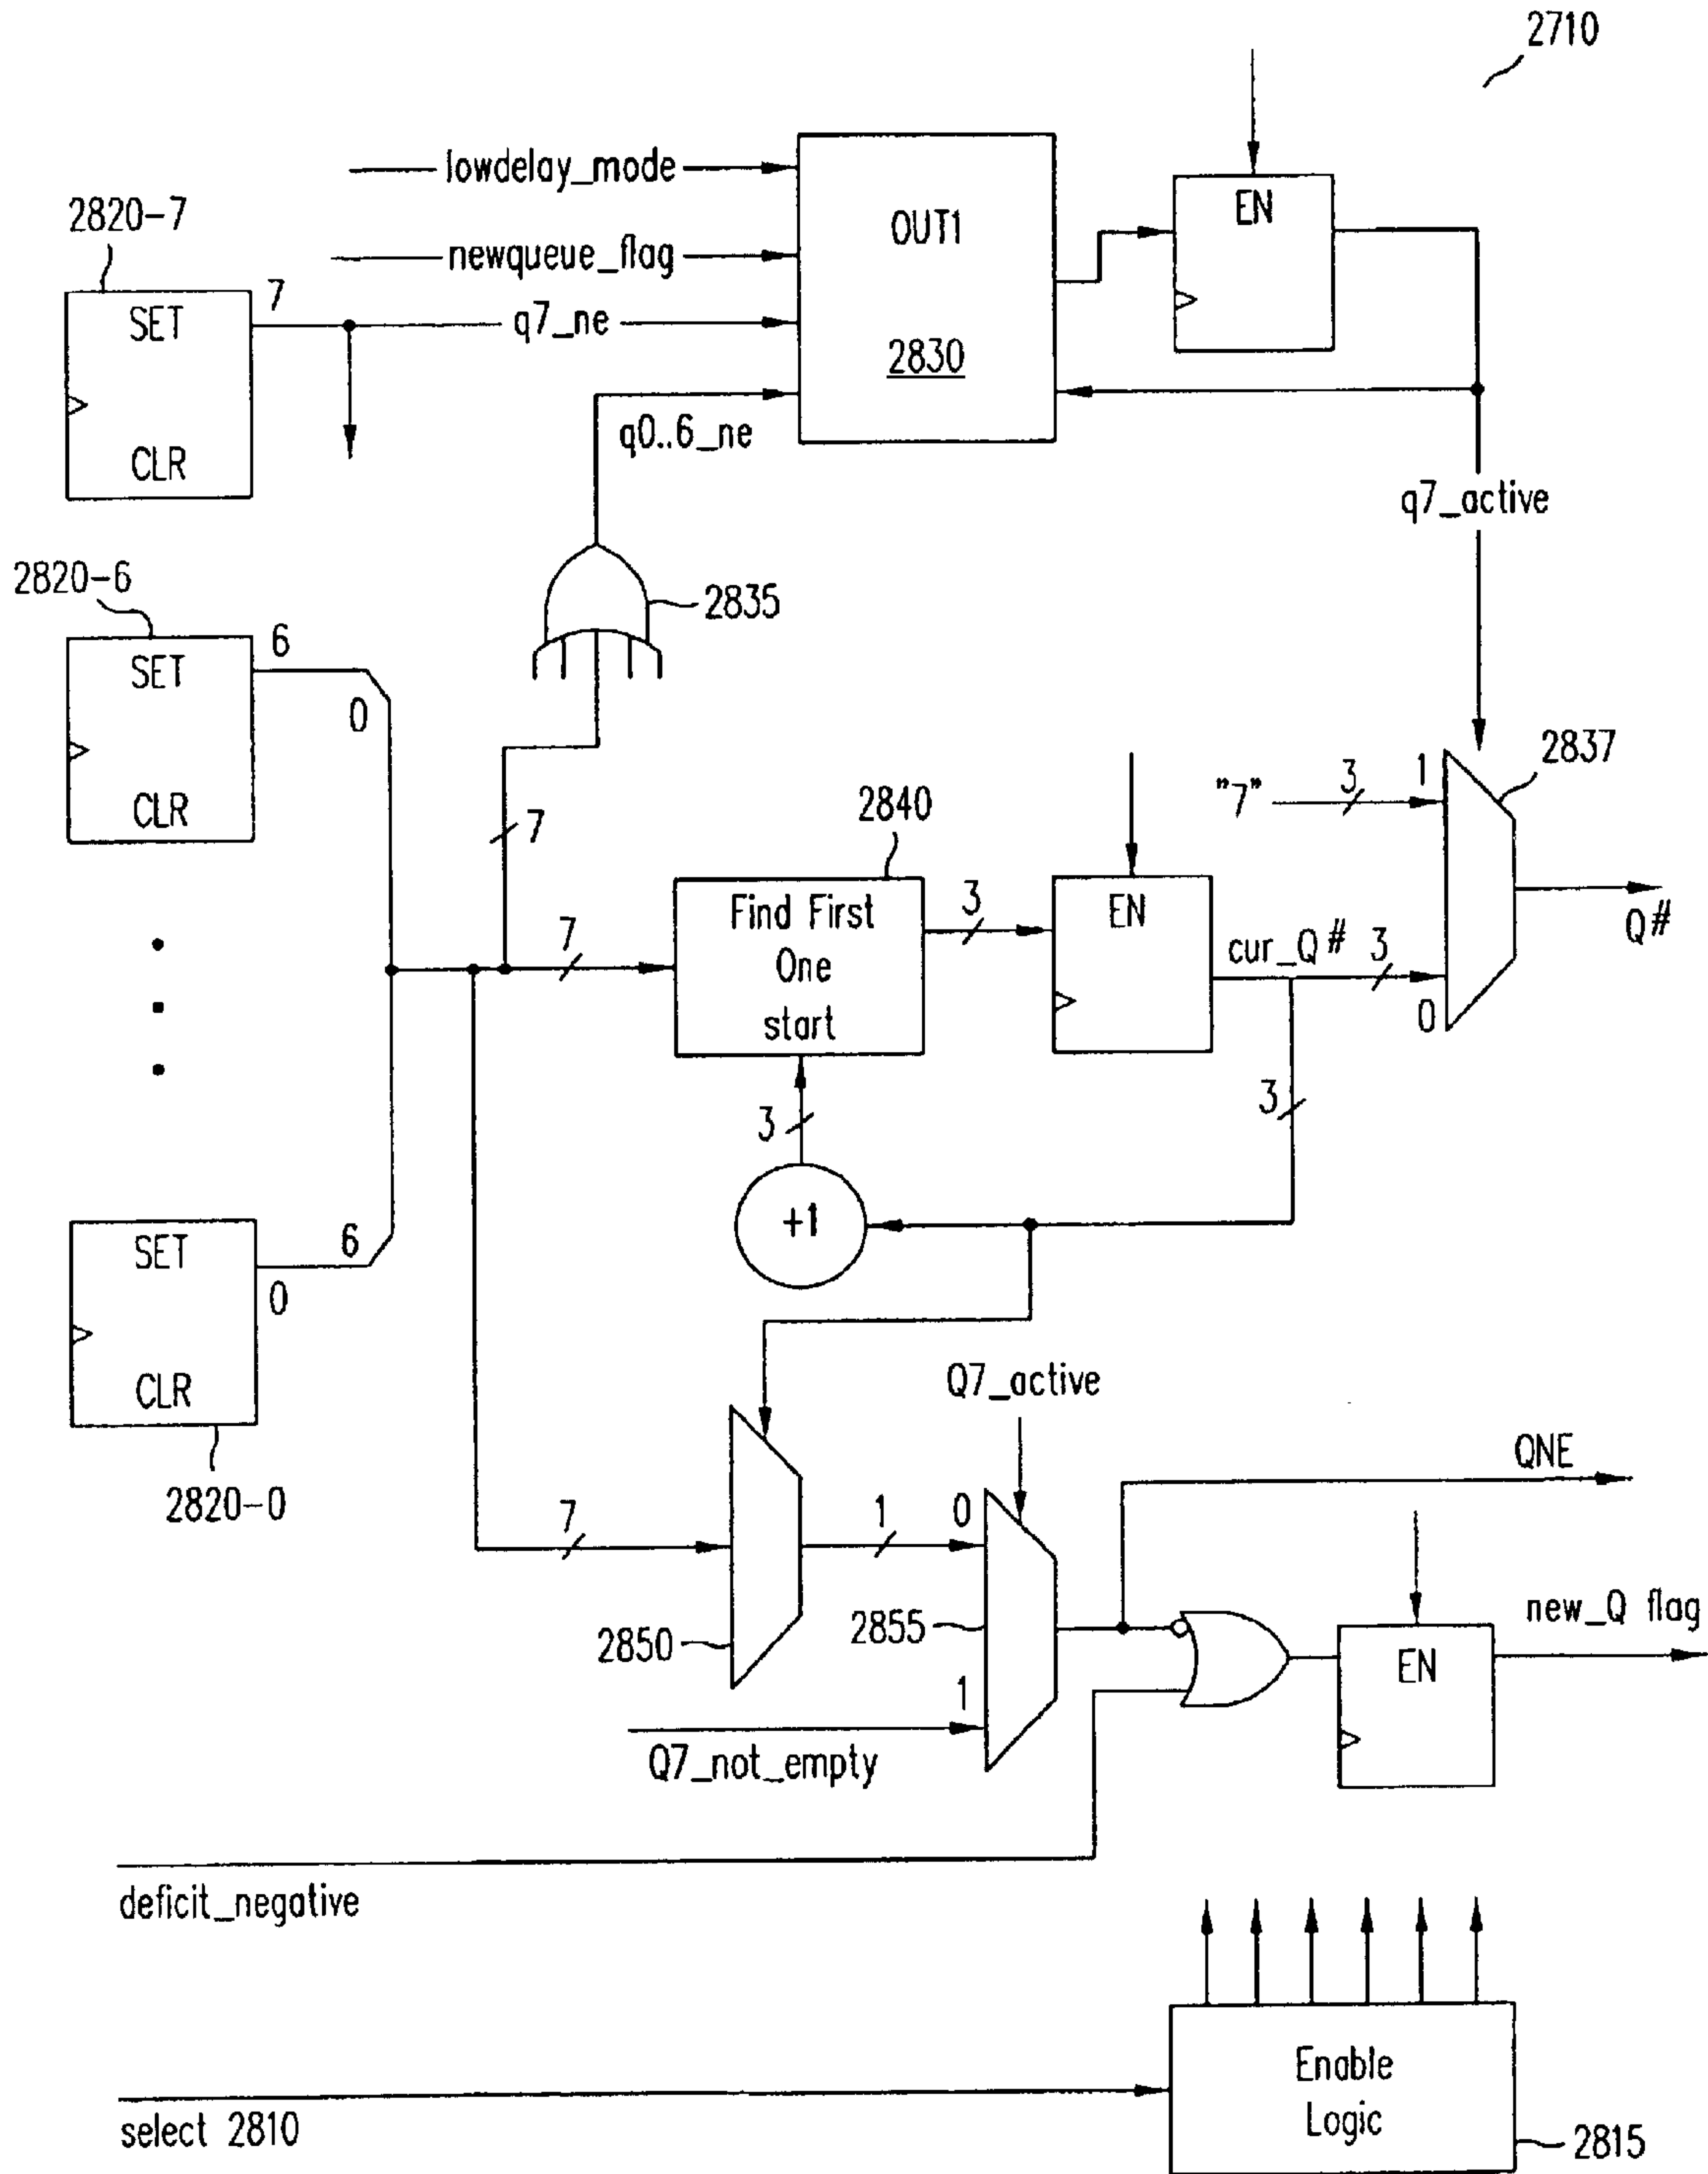 2710
lowdelay_mode
2820-7
EN
OUT1
newqueue_flag
7
SET
q7_ne
2830
q0..6_ne
CLR
q7_active
2820-6
2835
6
SET
0
2837
"7"
3
1
CLR
2840
7
Find First
One
start
3
EN
7
cur_Q#
3
Q#
0
3
3
+1
SET
6
0
CLR
Q7_active
2820-0
QNE
7
1
0
new_Q flag
2850
2855
EN
1
Q7_not_empty
deficit_negative
Enable
Logic
select 2810
2815